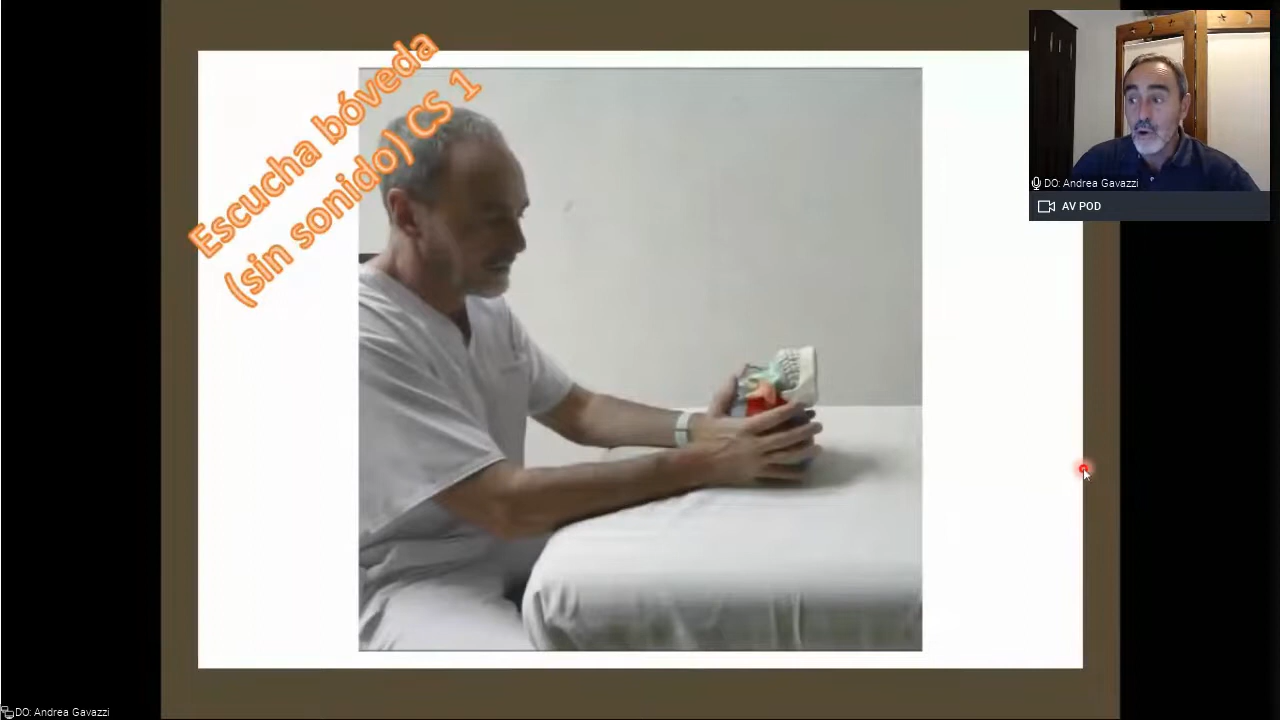 Escucha bóveda
(sin sonido) CS 1
DO: Andrea Gavazzi
AV POD
DO: Andrea Gavazzi